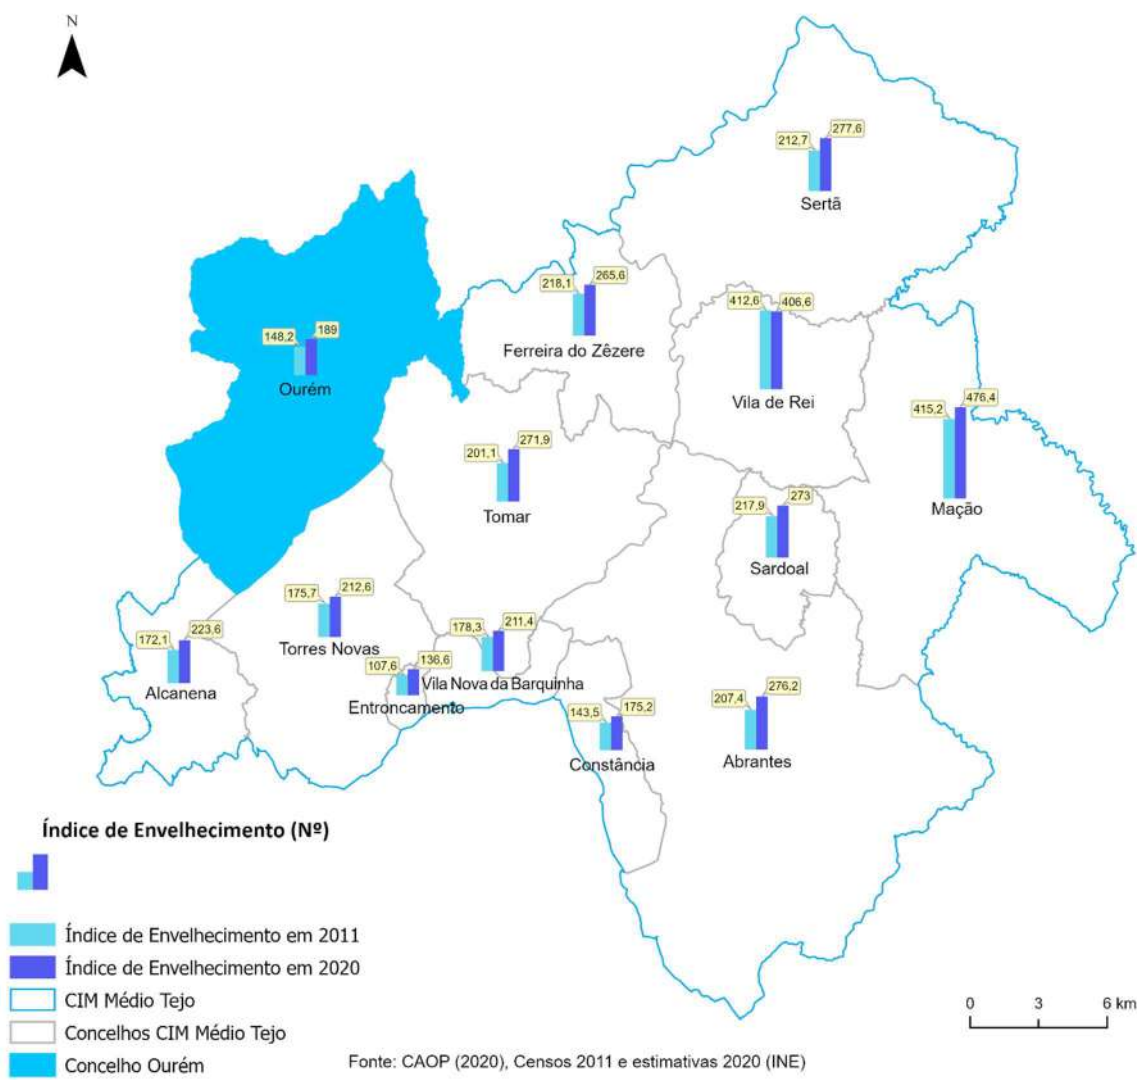 N
212,7
277,6
Sertã
218,1
265,6
Ferreira do Zêzere
412,6
406,6
Vila de Rei
148,2
189
Ourém
415,2
476,4
Mação
201,1
271,9
Tomar
217,9
273
Sardoal
175,7
212,6
Torres Novas
172,1
223,6
Alcanena
178,3
211,4
Vila Nova da Barquinha
107,6
136,6
Entroncamento
143,5
175,2
Constância
207,4
276,2
Abrantes
Índice de Envelhecimento (Nº)
Índice de Envelhecimento em 2011
Índice de Envelhecimento em 2020
CIM Médio Tejo
Concelhos CIM Médio Tejo
Concelho Ourém
0 3 6 km
Fonte: CAOP (2020), Censos 2011 e estimativas 2020 (INE)